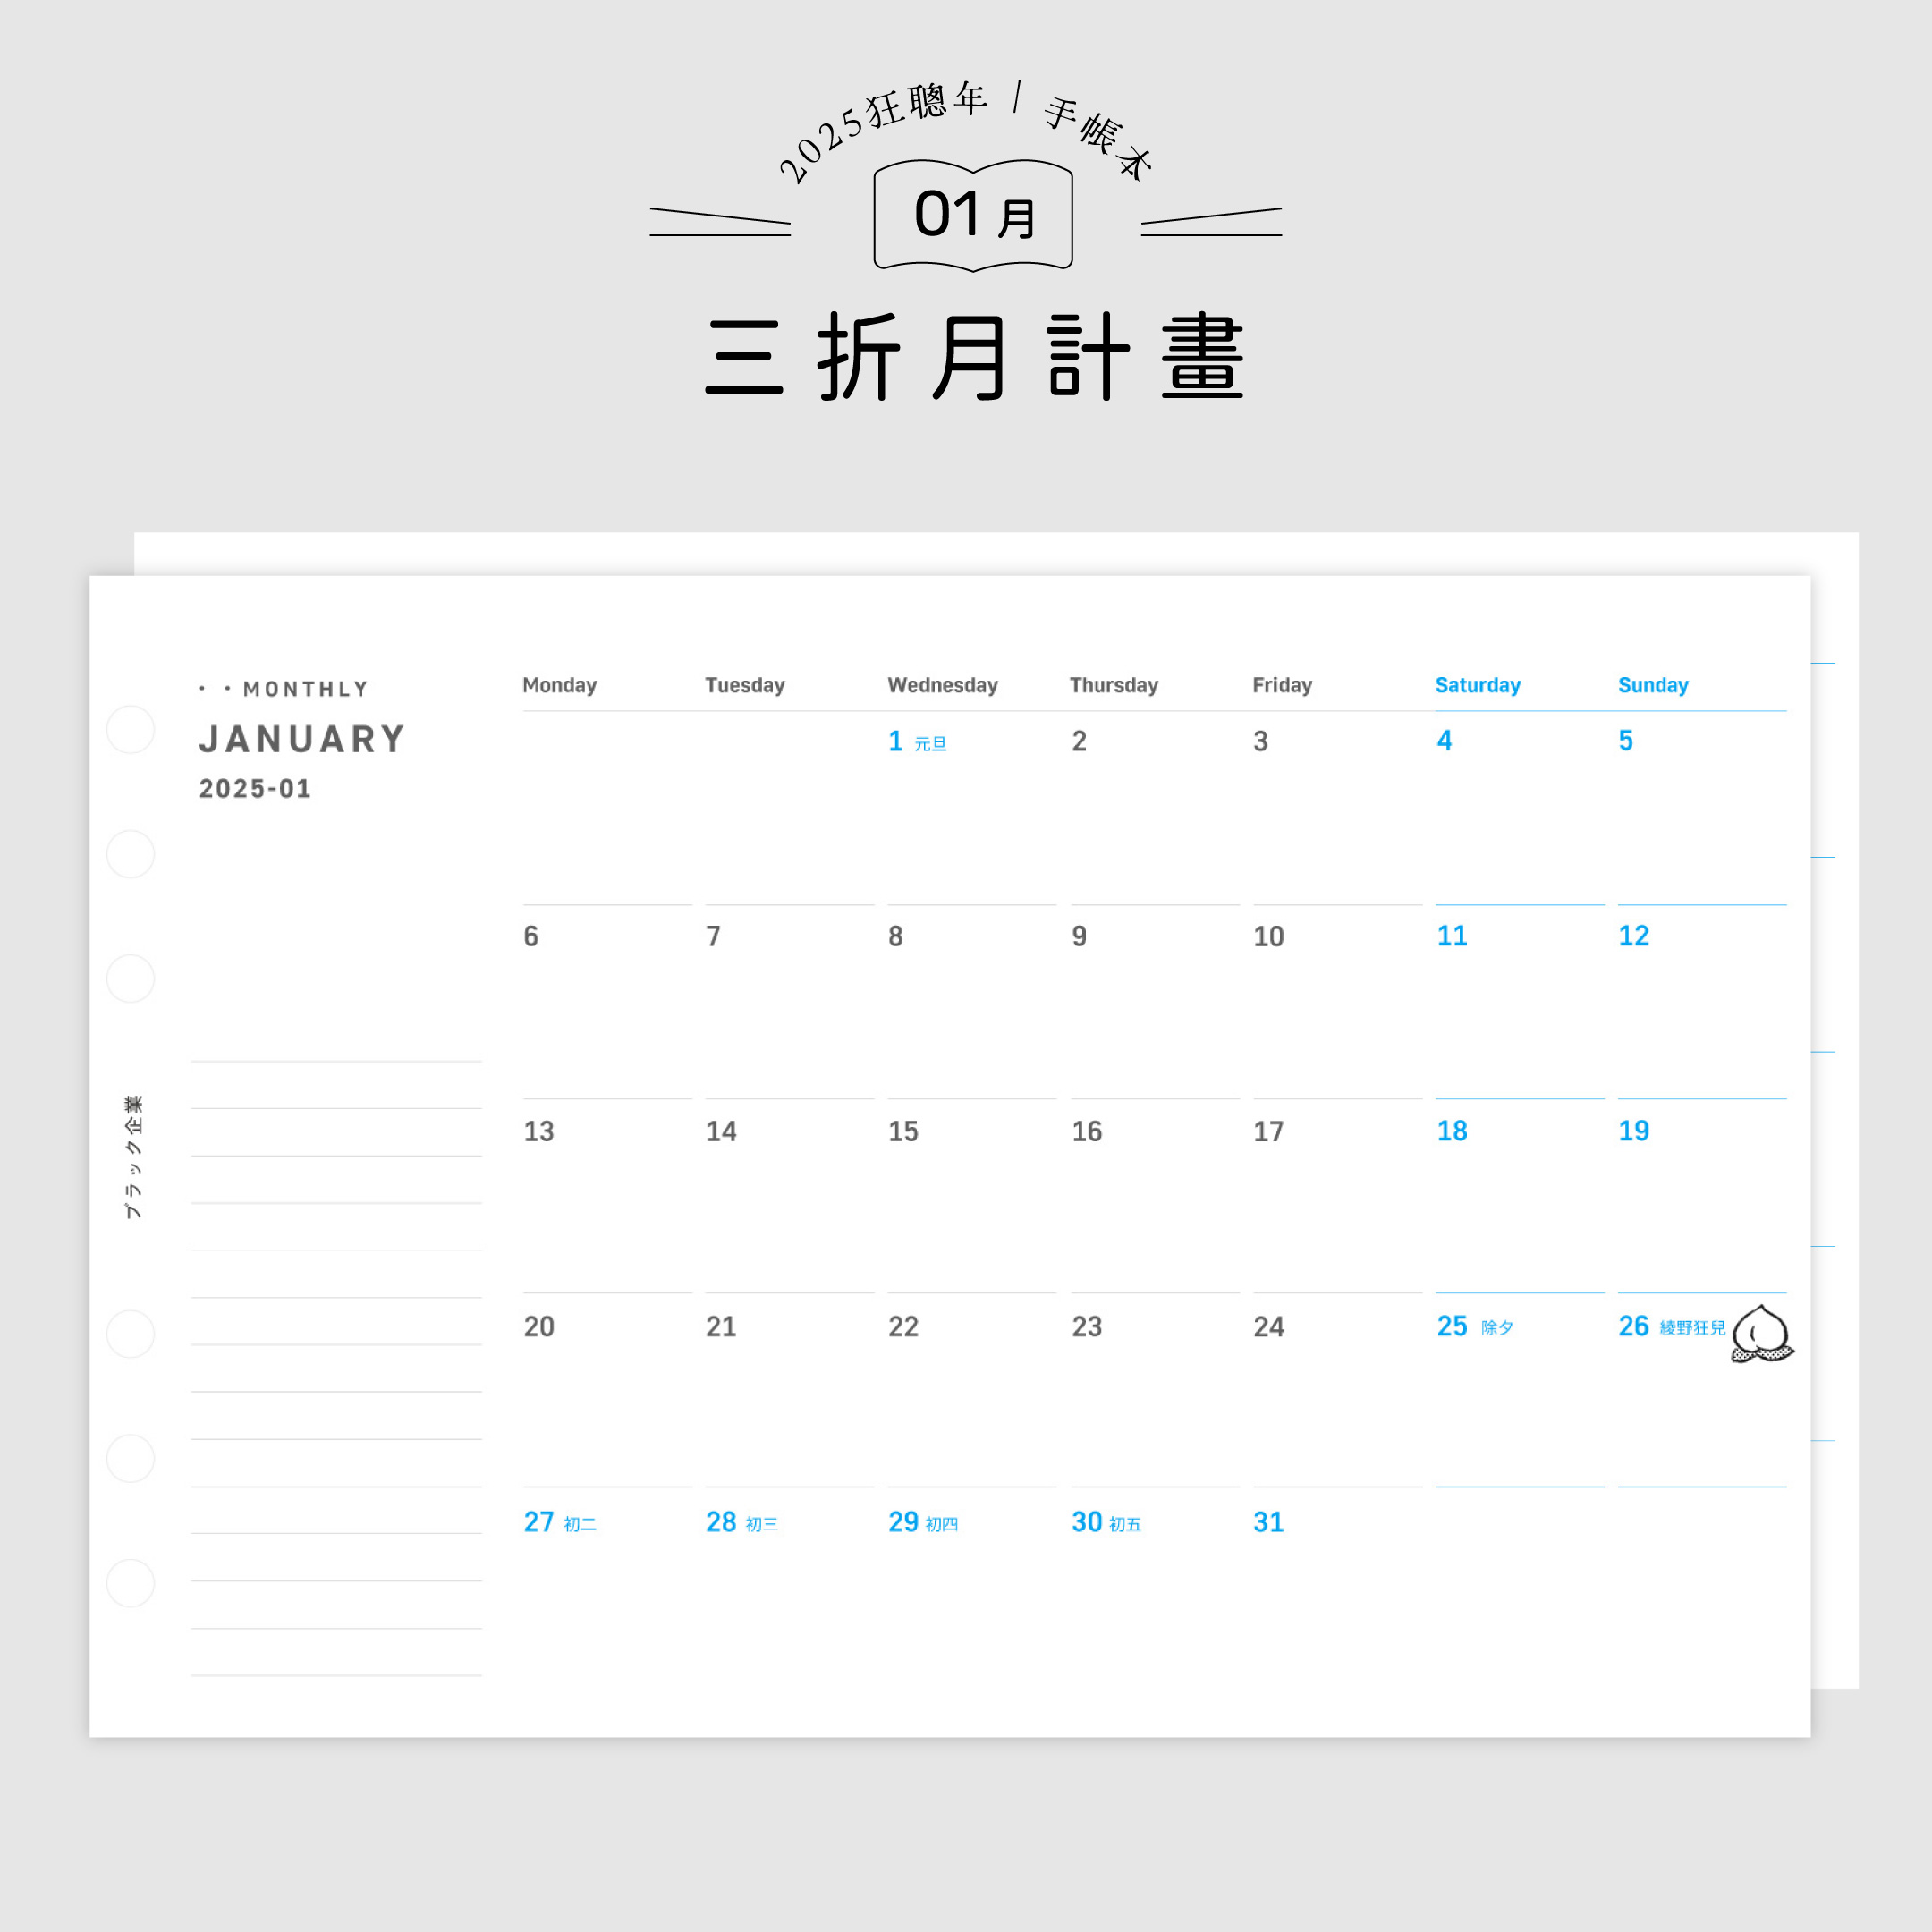 2025狂聰年 / 手帳本
01月
三折月計畫
· · MONTHLY
JANUARY
2025-01
ブラック企業
Monday Tuesday Wednesday Thursday Friday Saturday Sunday
1 元旦 2 3 4 5
6 7 8 9 10 11 12
13 14 15 16 17 18 19
20 21 22 23 24 25 除夕 26 綾野狂兒
27 初二 28 初三 29 初四 30 初五 31